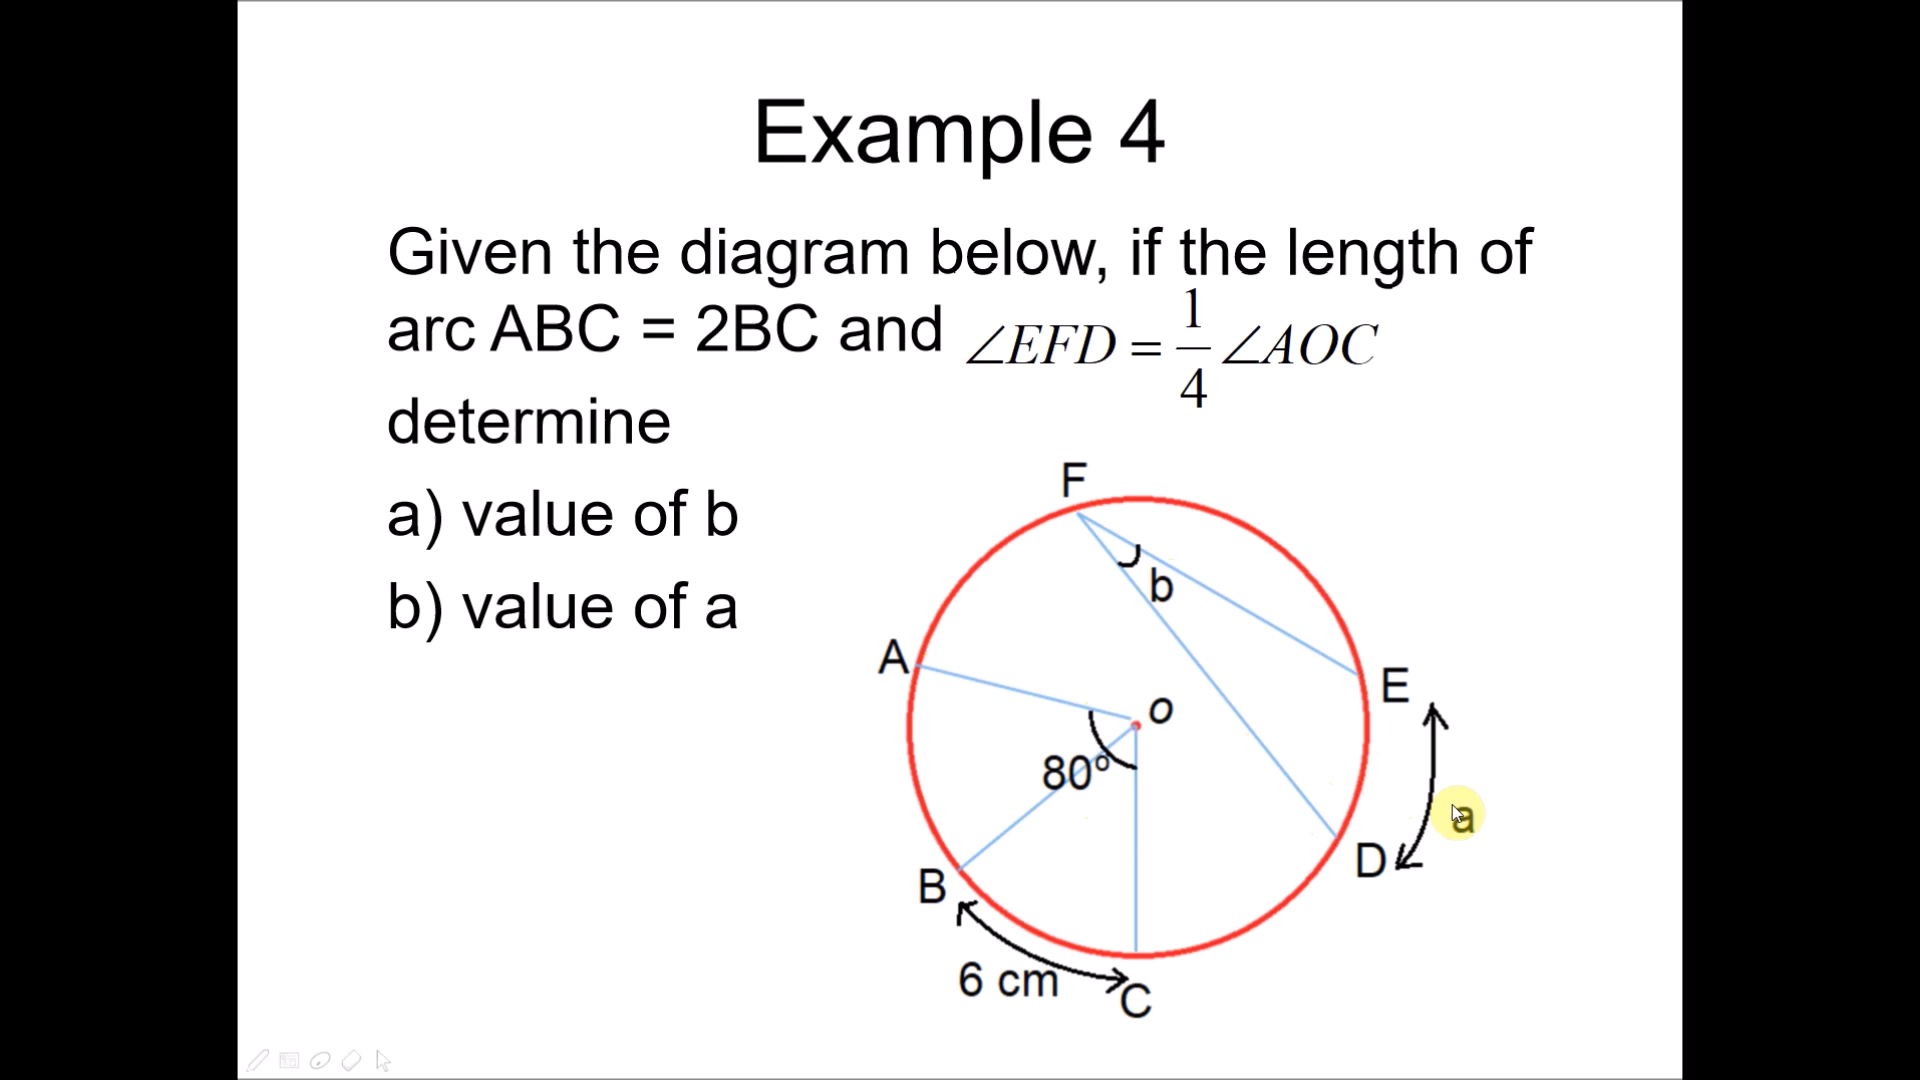 Example 4
Given the diagram below, if the length of
arc ABC = 2BC and ∠EFD = 1/4 ∠AOC
determine
a) value of b
b) value of a
F
b
A
E
o
80º
a
D
B
6 cm
C